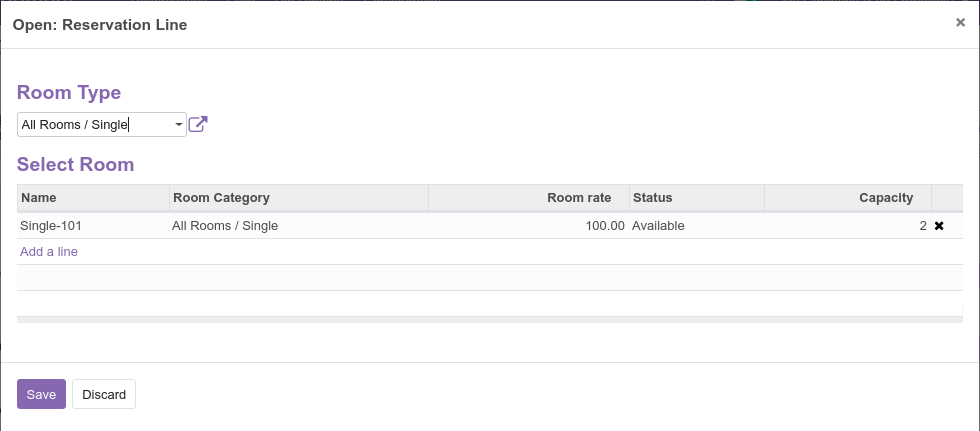 Open: Reservation Line ×
Room Type
All Rooms / Single
Select Room
Name Room Category Room rate Status Capacity
Single-101 All Rooms / Single 100.00 Available 2 ✖
Add a line
Save Discard